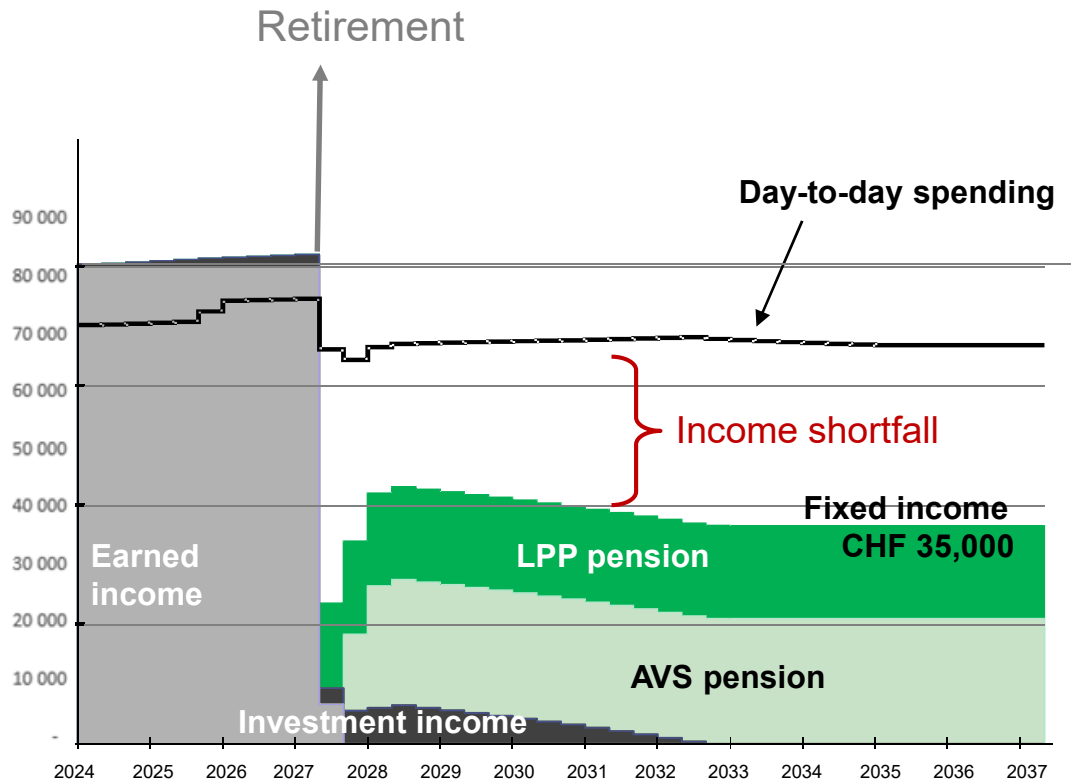 Retirement
Day-to-day spending
90 000
80 000
70 000
60 000
50 000
40 000
30 000
20 000
10 000
-
Income shortfall
Fixed income
CHF 35,000
Earned
income
LPP pension
AVS pension
Investment income
2024 2025 2026 2027 2028 2029 2030 2031 2032 2033 2034 2035 2036 2037